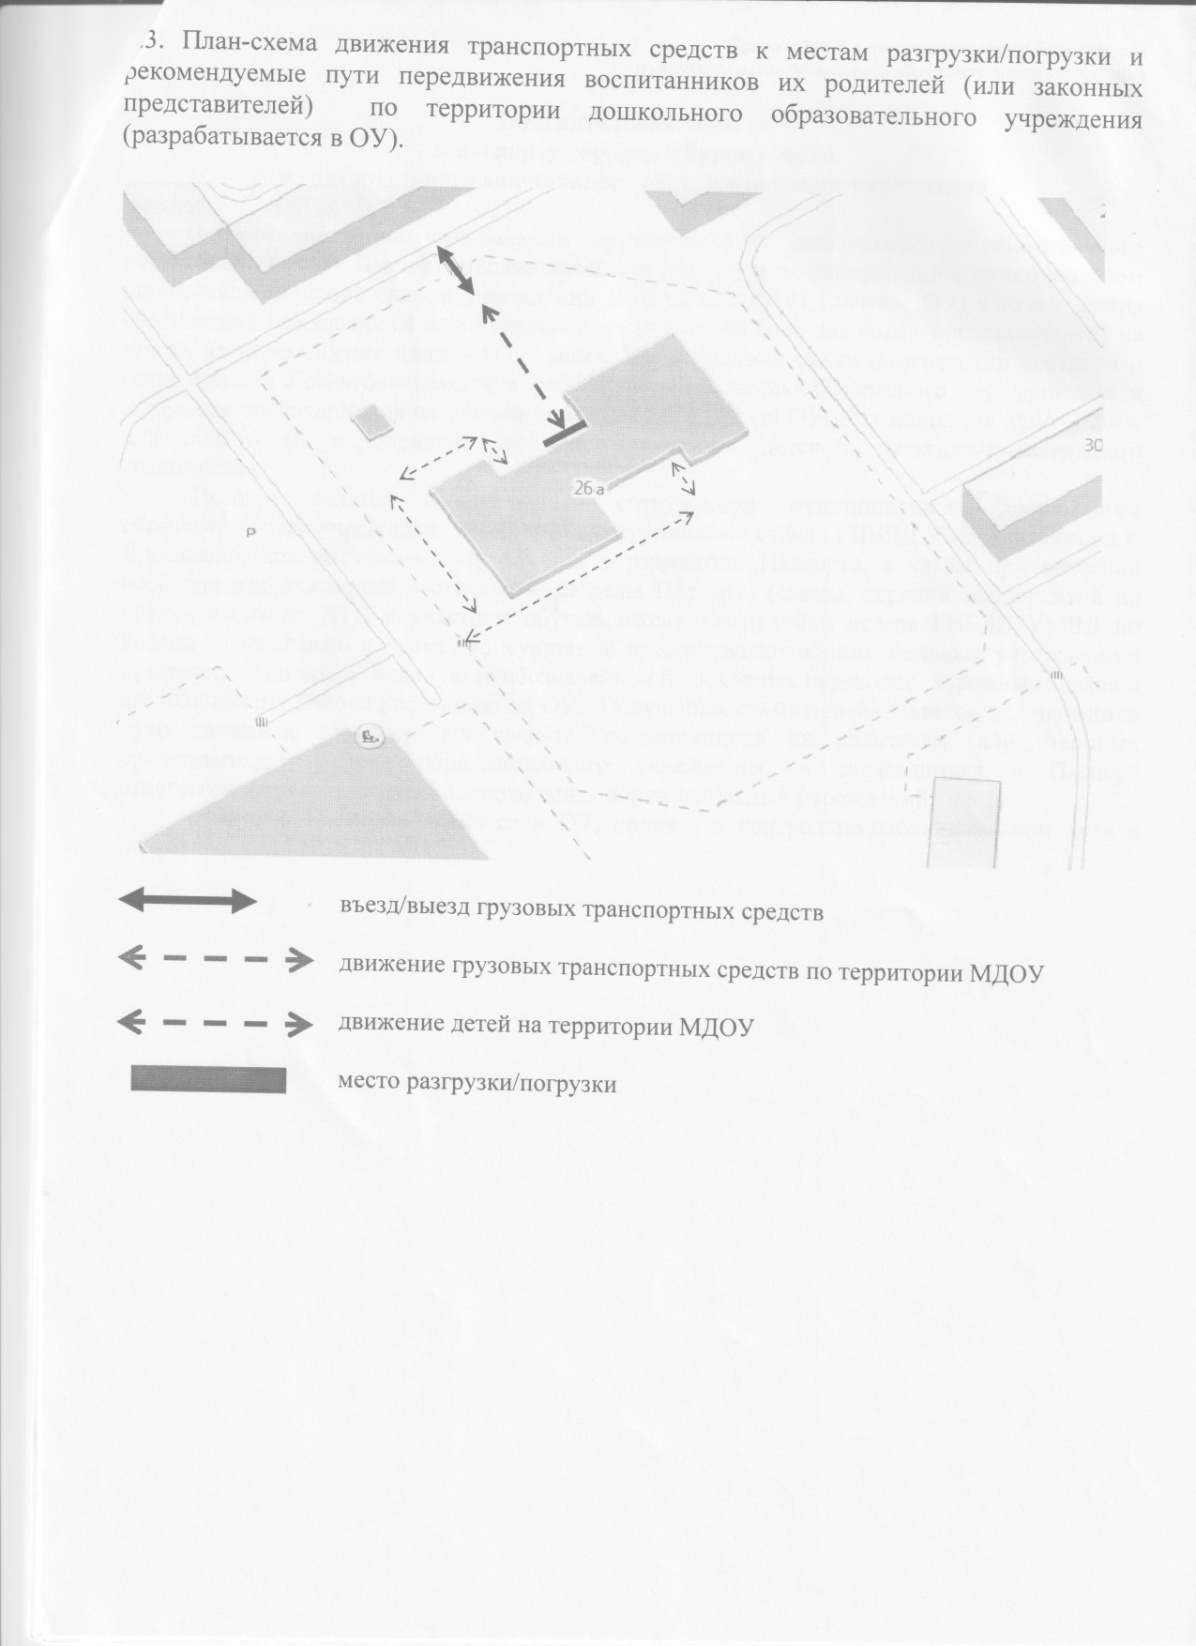 .3. План-схема движения транспортных средств к местам разгрузки/погрузки и
рекомендуемые пути передвижения воспитанников их родителей (или законных
представителей) по территории дошкольного образовательного учреждения
(разрабатывается в ОУ).
30
26а
P
въезд/выезд грузовых транспортных средств
движение грузовых транспортных средств по территории МДОУ
движение детей на территории МДОУ
место разгрузки/погрузки